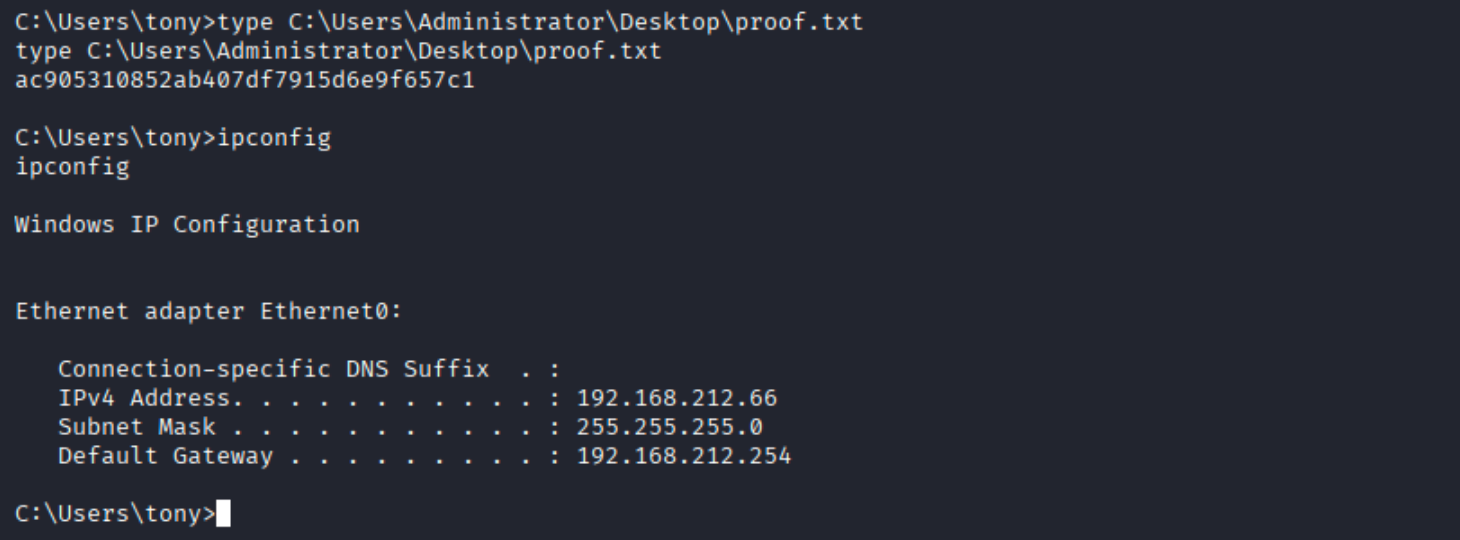 C:\Users\tony>type C:\Users\Administrator\Desktop\proof.txt
type C:\Users\Administrator\Desktop\proof.txt
ac905310852ab407df7915d6e9f657c1
C:\Users\tony>ipconfig
ipconfig
Windows IP Configuration
Ethernet adapter Ethernet0:
   Connection-specific DNS Suffix  . :
   IPv4 Address. . . . . . . . . . . : 192.168.212.66
   Subnet Mask . . . . . . . . . . . : 255.255.255.0
   Default Gateway . . . . . . . . . : 192.168.212.254
C:\Users\tony>